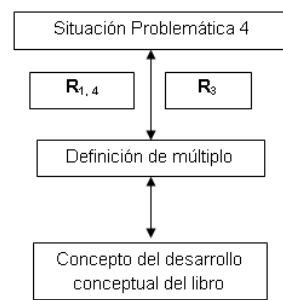 Situación Problemática 4
R1, 4
R3
Definición de múltiplo
Concepto del desarrollo
conceptual del libro